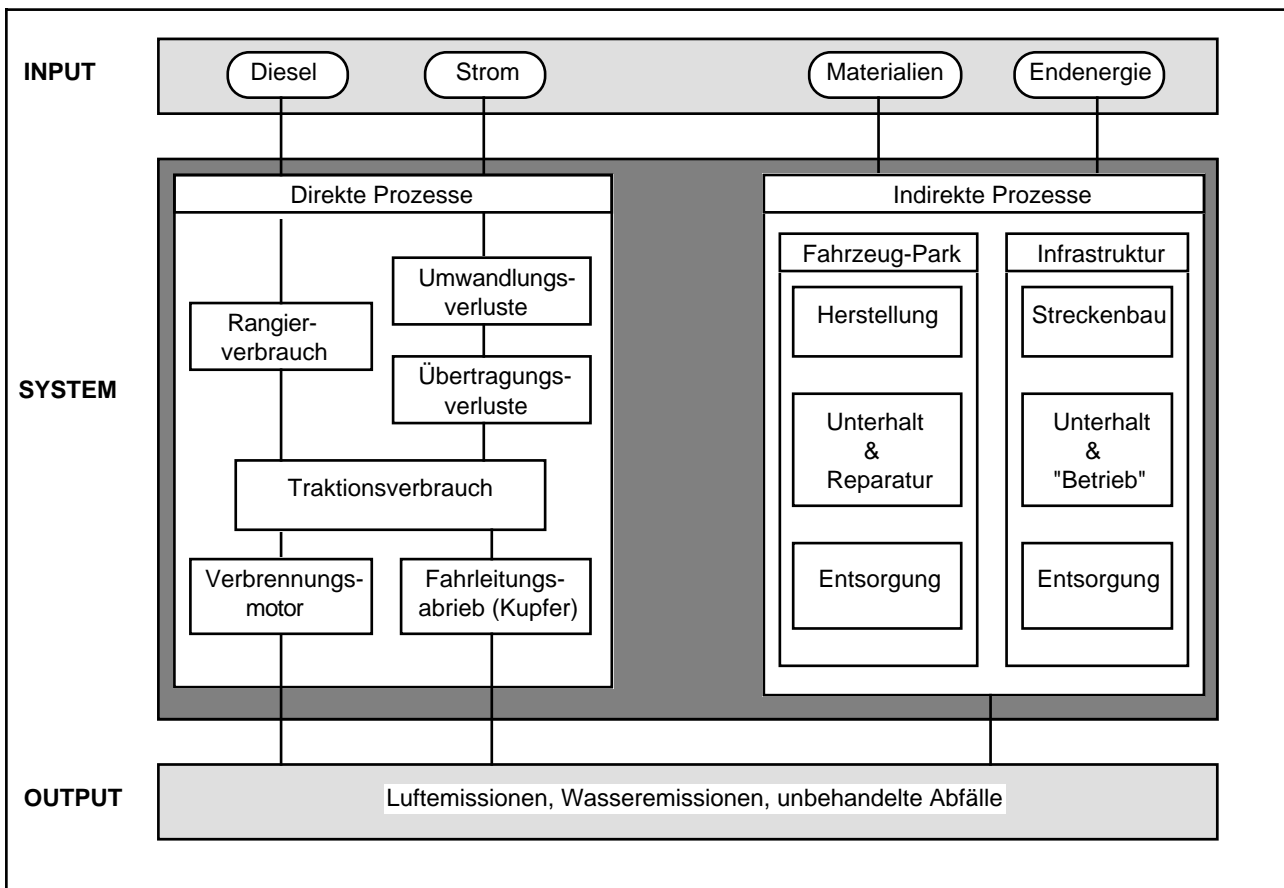 INPUT
Diesel
Strom
Materialien
Endenergie
SYSTEM
Direkte Prozesse
Rangier-
verbrauch
Umwandlungs-
verluste
Übertragungs-
verluste
Traktionsverbrauch
Verbrennungs-
motor
Fahrleitungs-
abrieb (Kupfer)
Indirekte Prozesse
Fahrzeug-Park
Herstellung
Unterhalt
&
Reparatur
Entsorgung
Infrastruktur
Streckenbau
Unterhalt
&
"Betrieb"
Entsorgung
OUTPUT
Luftemissionen, Wasseremissionen, unbehandelte Abfälle